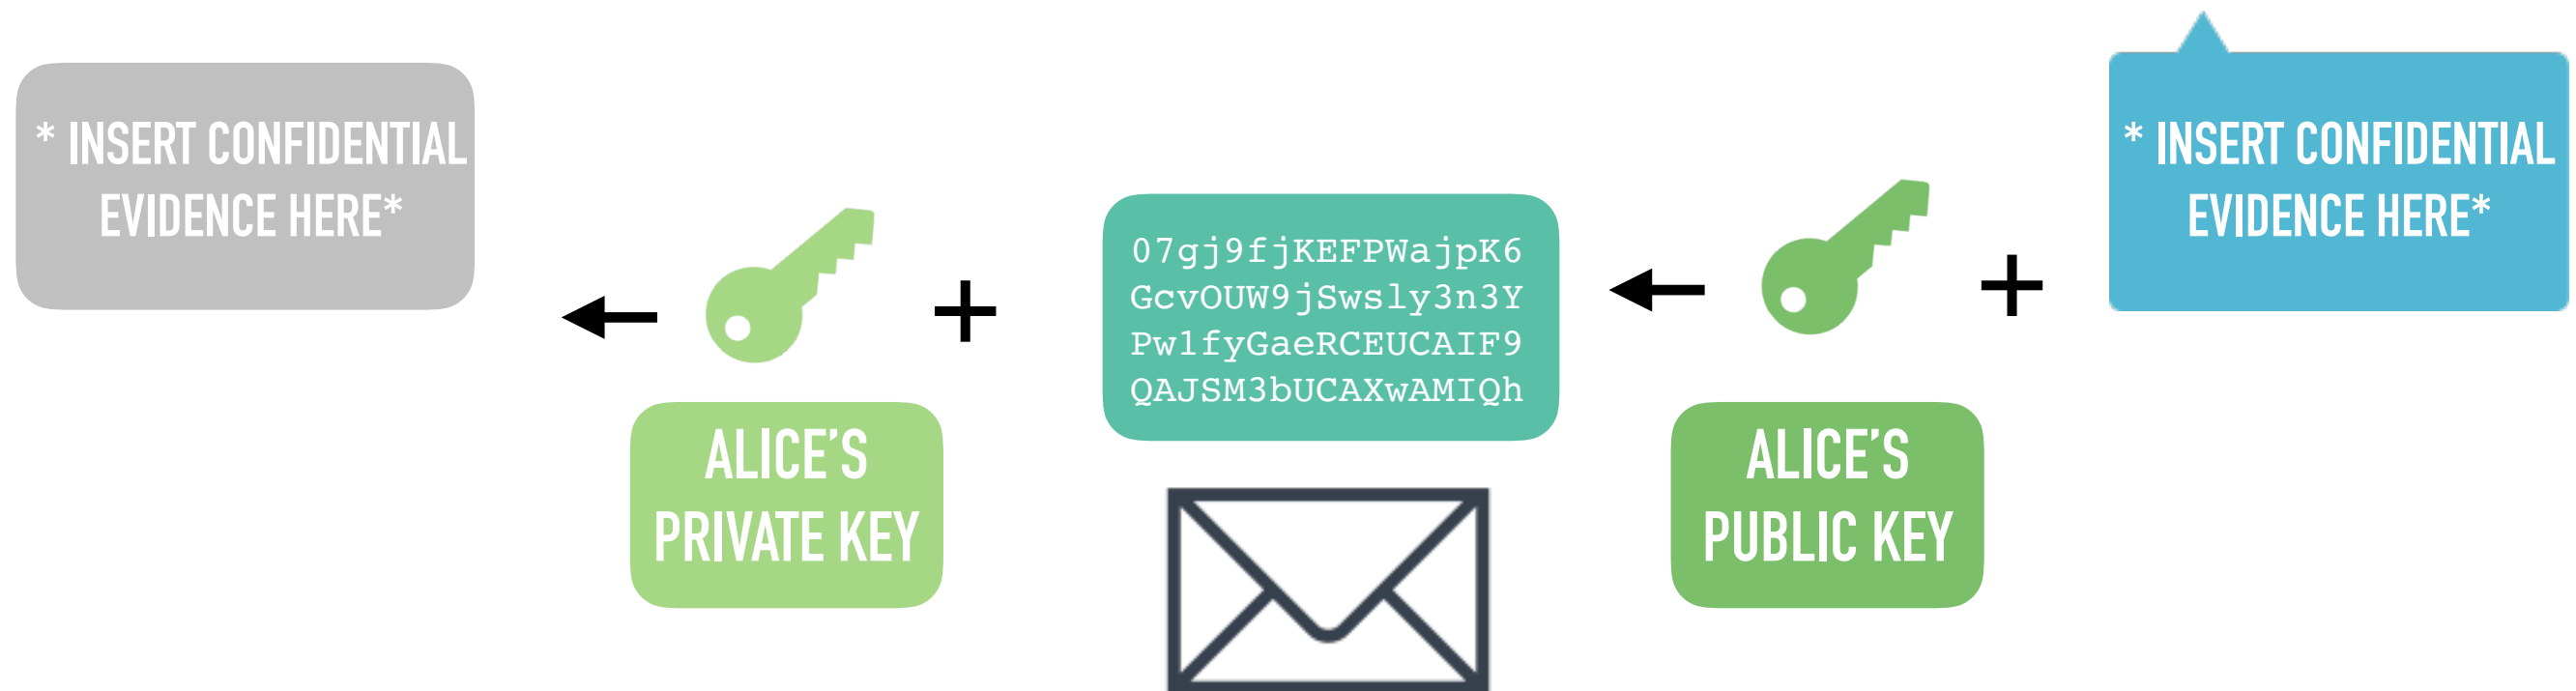 * INSERT CONFIDENTIAL
EVIDENCE HERE*
ALICE'S
PRIVATE KEY
07gj9fjKEFPWajpK6
GcvOUW9jSwsly3n3Y
Pw1fyGaeRCEUCAIF9
QAJSM3bUCAXwAMIQh
ALICE'S
PUBLIC KEY
* INSERT CONFIDENTIAL
EVIDENCE HERE*